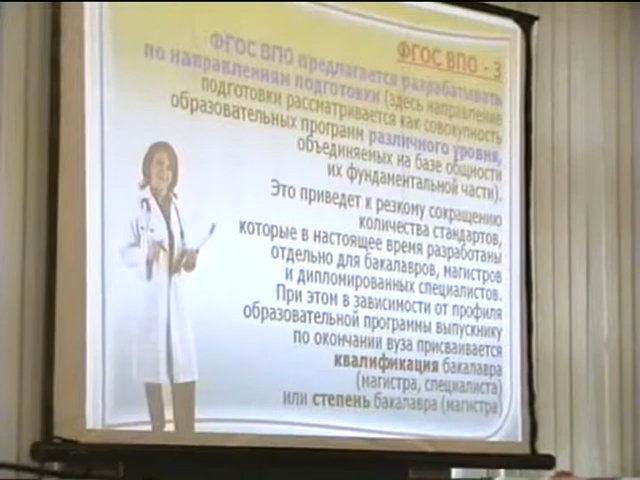 ФГОС ВПО - 3
ФГОС ВПО предлагается разрабатывать
по направлениям подготовки (здесь направление
подготовки рассматривается как совокупность
образовательных программ различного уровня,
объединяемых на базе общности
их фундаментальной части).
Это приведет к резкому сокращению
количества стандартов,
которые в настоящее время разработаны
отдельно для бакалавров, магистров
и дипломированных специалистов.
При этом в зависимости от профиля
образовательной программы выпускнику
по окончании вуза присваивается
квалификация бакалавра
(магистра, специалиста)
или степень бакалавра (магистра)